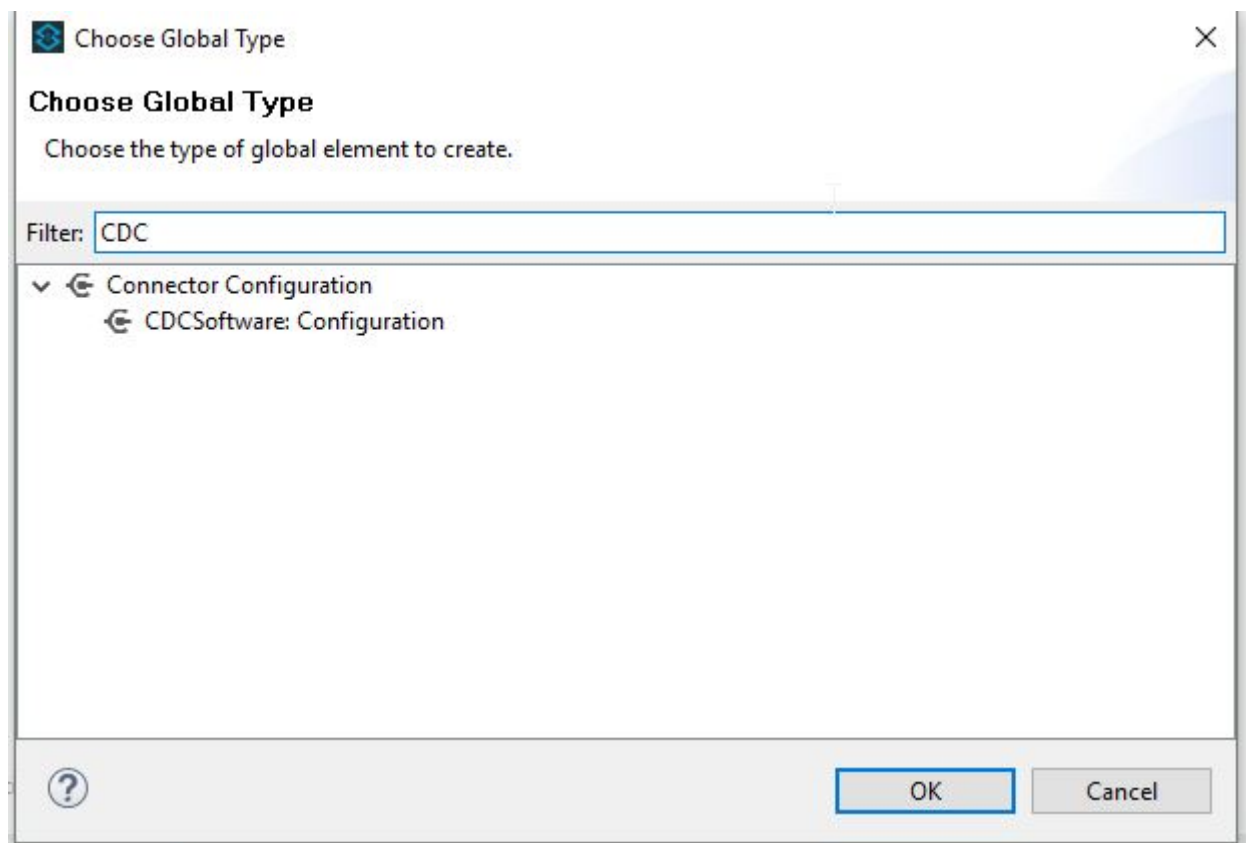 Choose Global Type
Choose Global Type
Choose the type of global element to create.
Filter: CDC
Connector Configuration
CDCSoftware: Configuration
OK Cancel